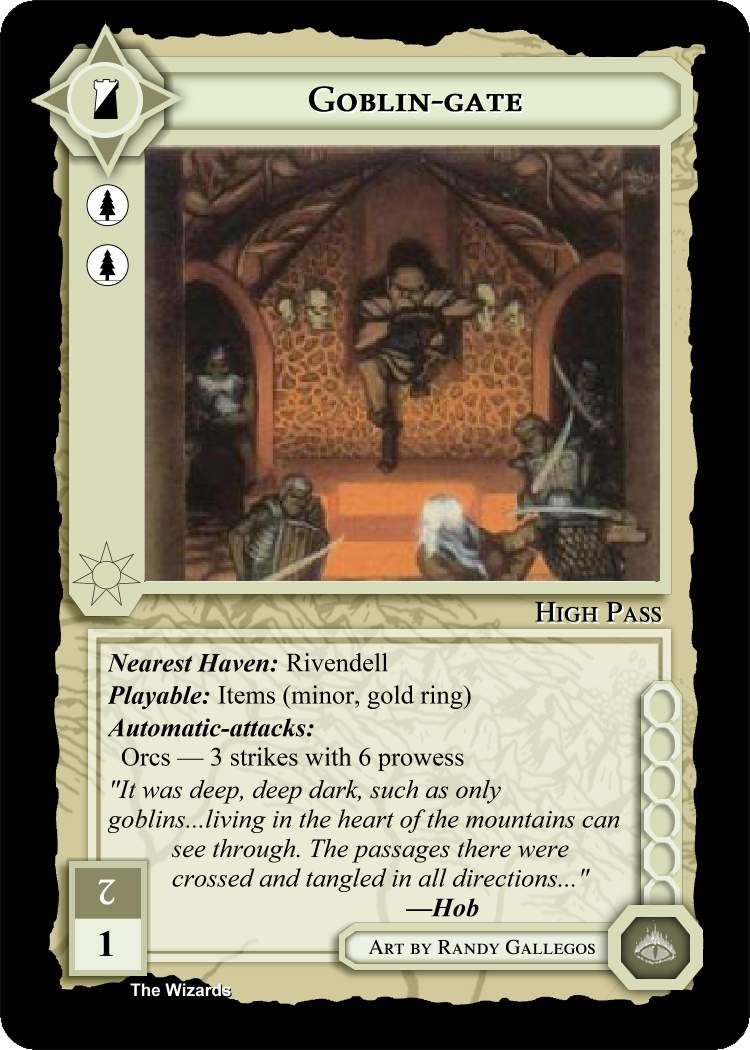 Goblin-gate
High Pass
Nearest Haven: Rivendell
Playable: Items (minor, gold ring)
Automatic-attacks:
Orcs — 3 strikes with 6 prowess
"It was deep, deep dark, such as only
goblins...living in the heart of the mountains can
see through. The passages there were
crossed and tangled in all directions..."
—Hob
2
1
Art by Randy Gallegos
The Wizards